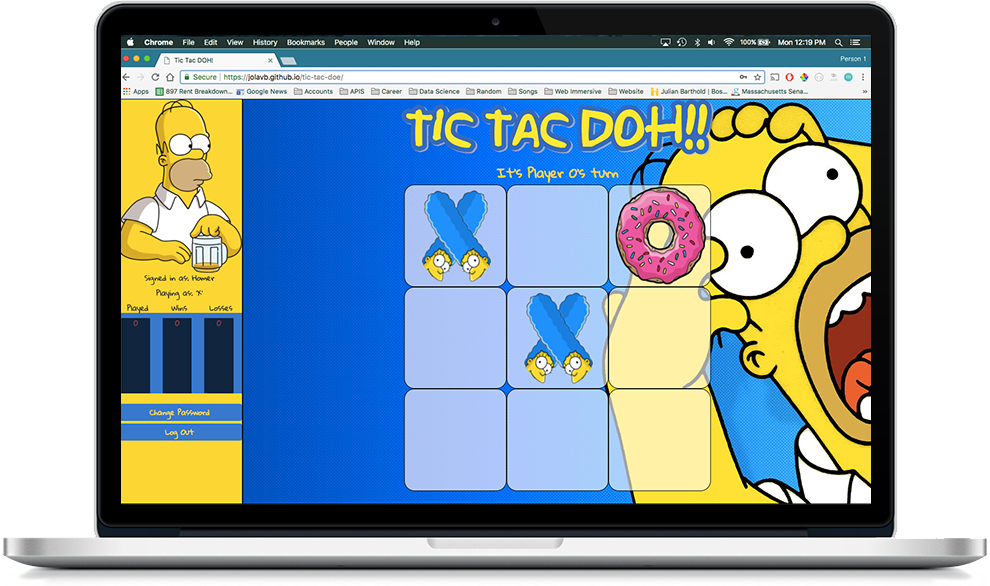 Chrome File Edit View History Bookmarks People Window Help 100% Mon 12:19 PM
Tic Tac DOH! Person 1
Secure | https://jolavb.github.io/tic-tac-doe/
Apps 897 Rent Breakdown... Google News Accounts APIS Career Data Science Random Songs Web Immersive Website Julian Barthold | Bos... Massachusetts Sena...
TIC TAC DOH!!
It's Player O's turn
Signed in as: Homer
Playing as: 'X'
Played Wins Losses
0 0 0
Change Password
Log Out